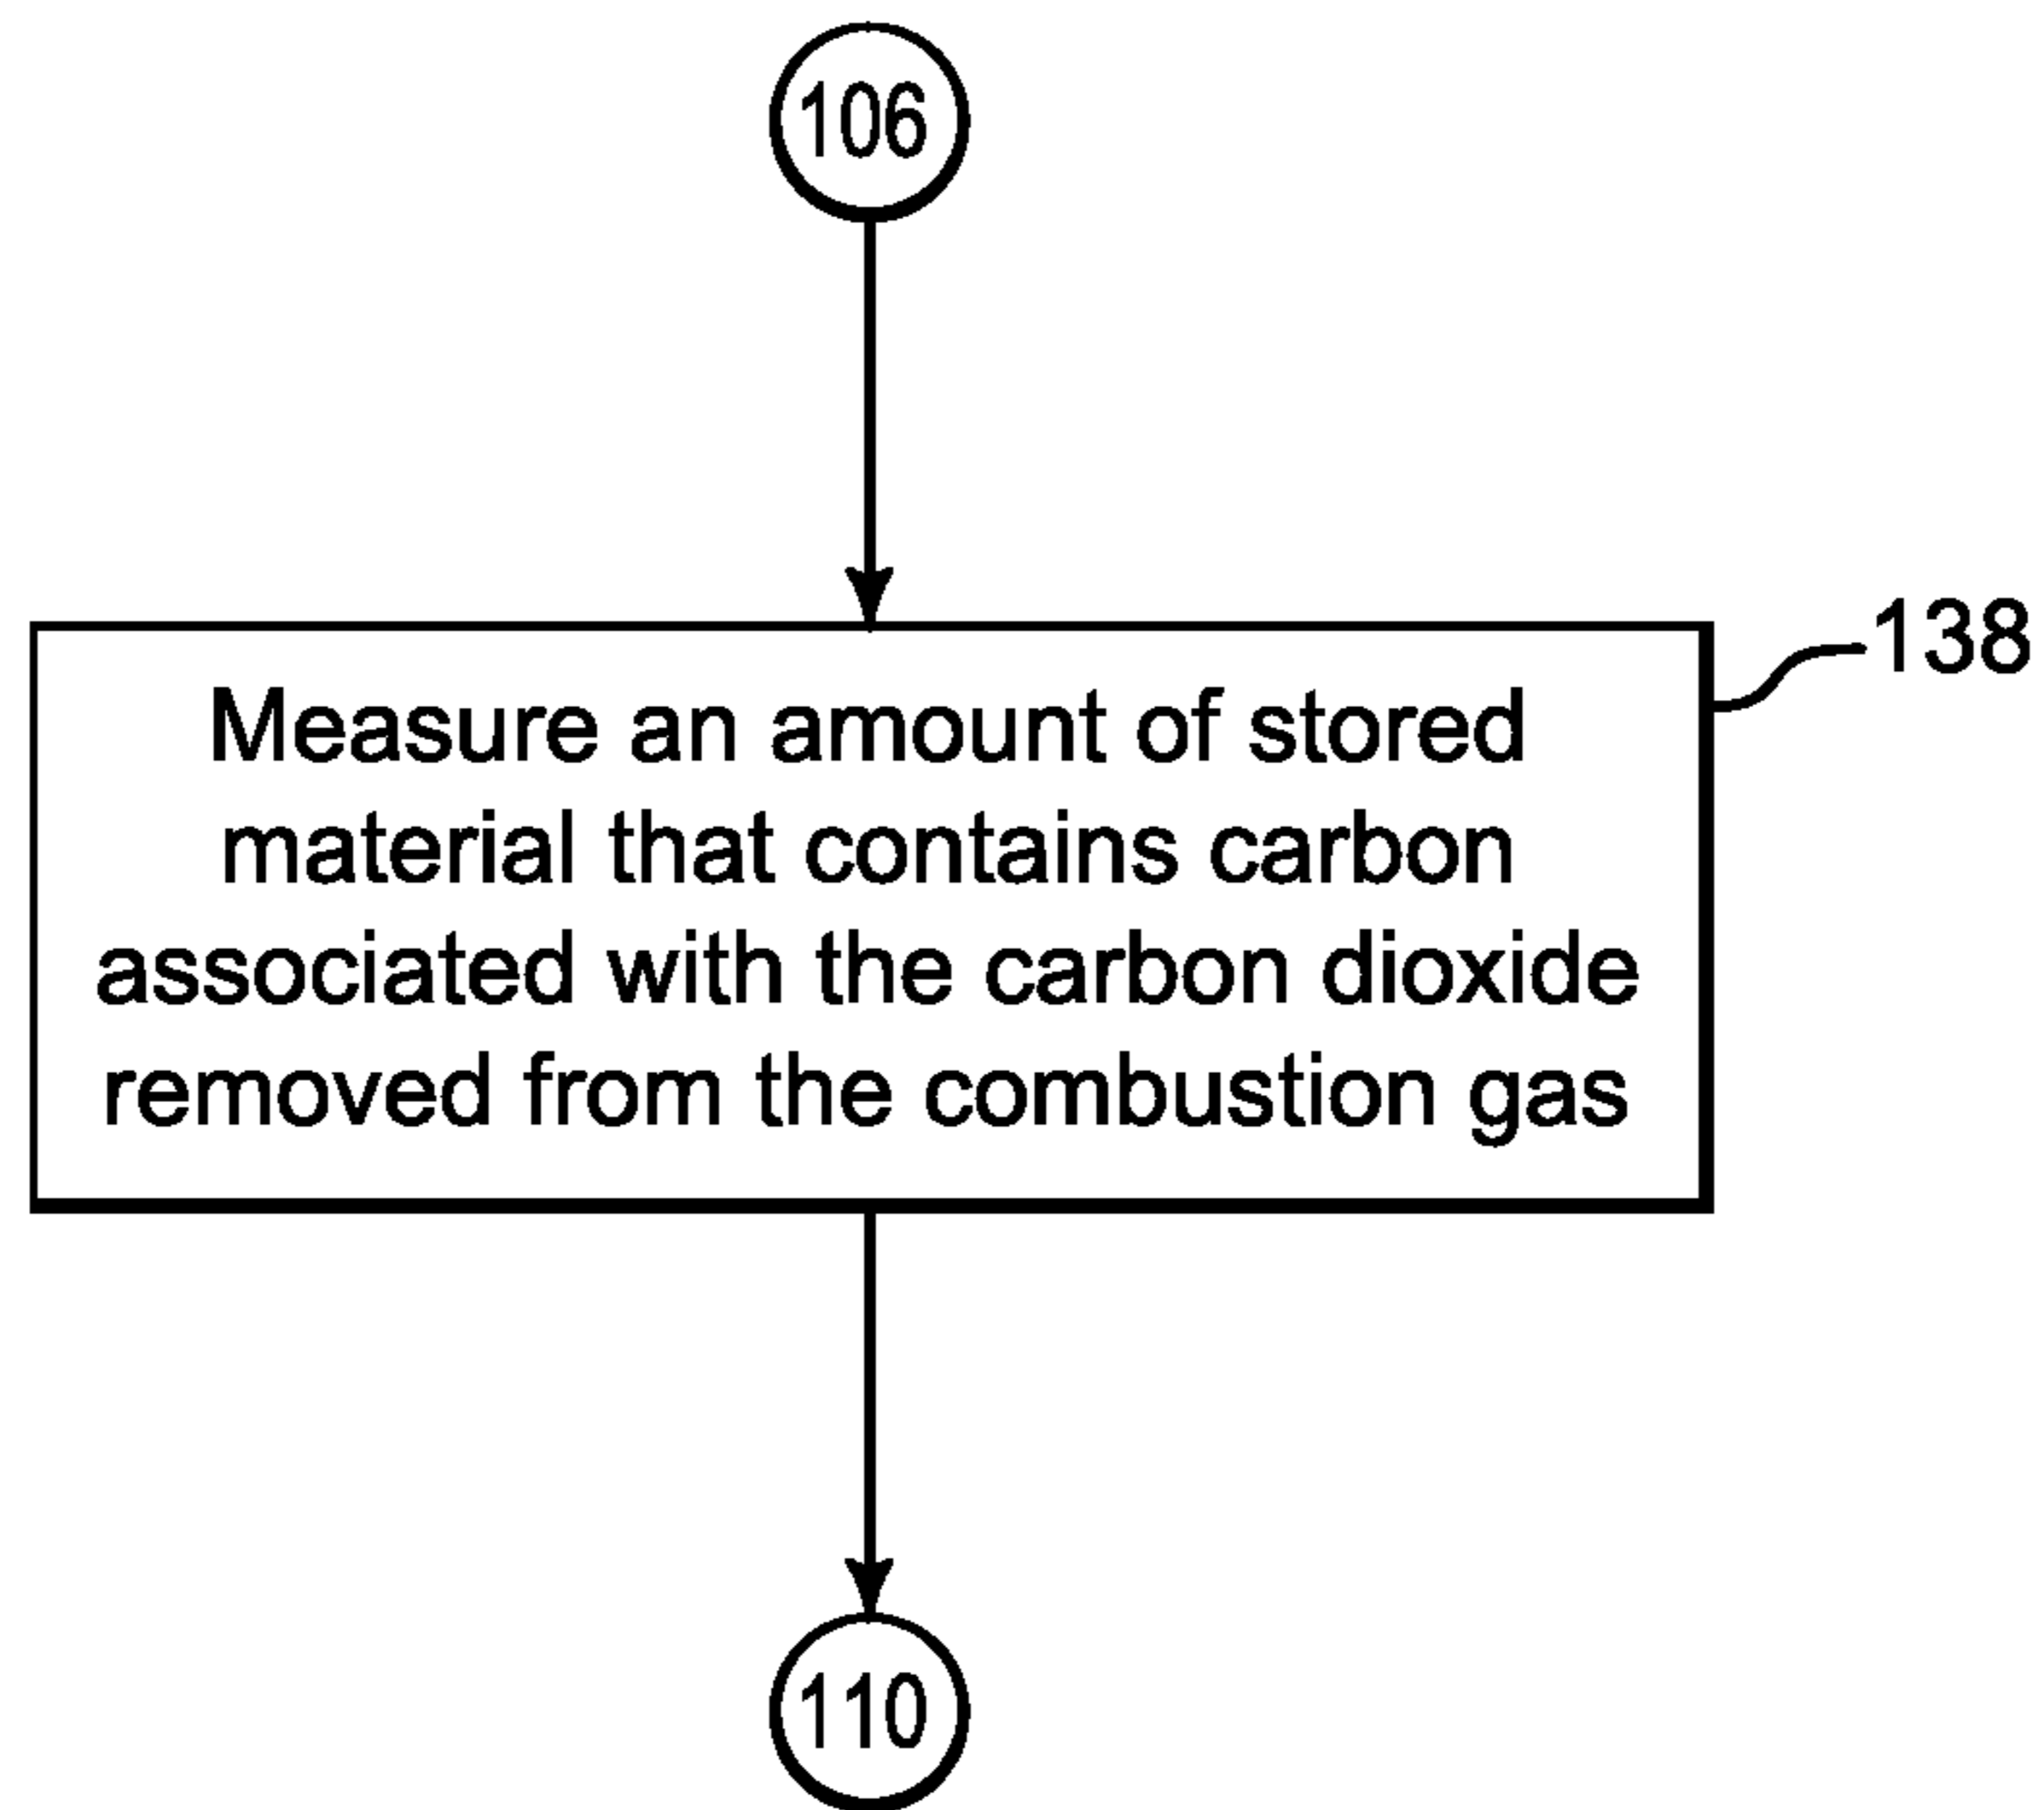 106
138
Measure an amount of stored
material that contains carbon
associated with the carbon dioxide
removed from the combustion gas
110